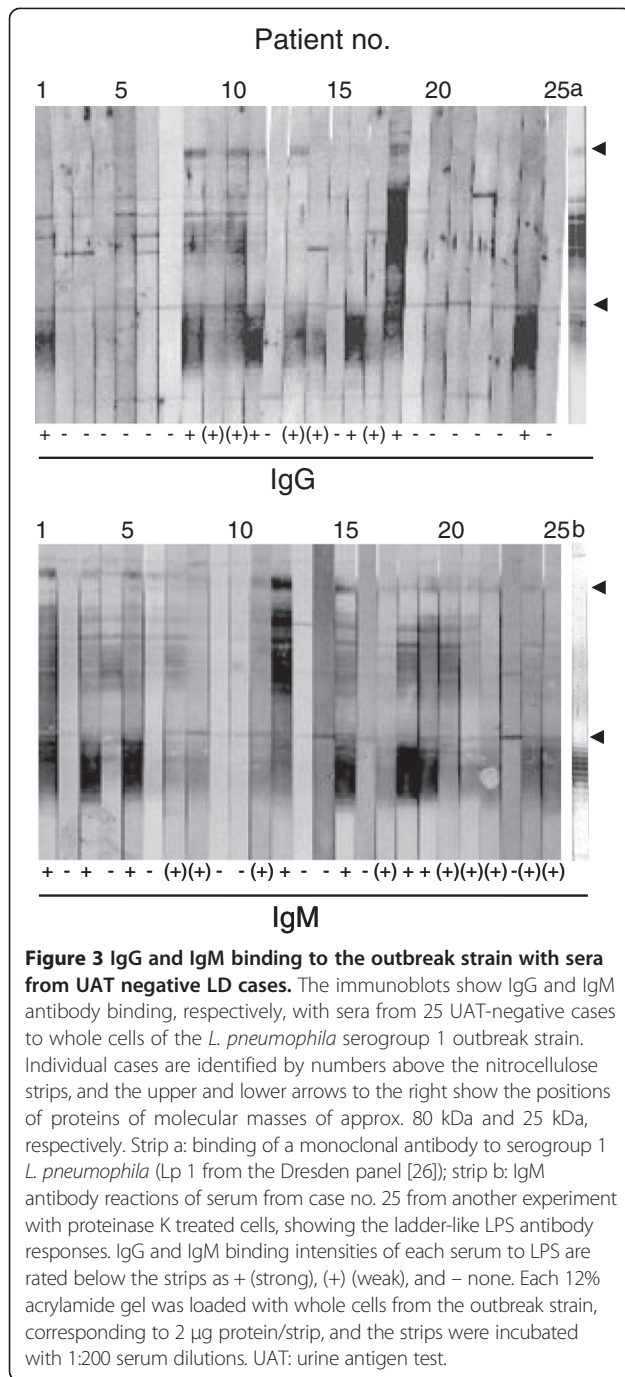 Patient no.
1 5 10 15 20 25a
+ - - - - - - + (+) (+) + - (+) (+) - + (+) + - - - - - + -
IgG
1 5 10 15 20 25 b
+ - + - + - (+) (+) - - (+) + - - + - (+) + + (+) (+) (+) - (+) (+)
IgM
Figure 3 IgG and IgM binding to the outbreak strain with sera
from UAT negative LD cases. The immunoblots show IgG and IgM
antibody binding, respectively, with sera from 25 UAT-negative cases
to whole cells of the L. pneumophila serogroup 1 outbreak strain.
Individual cases are identified by numbers above the nitrocellulose
strips, and the upper and lower arrows to the right show the positions
of proteins of molecular masses of approx. 80 kDa and 25 kDa,
respectively. Strip a: binding of a monoclonal antibody to serogroup 1
L. pneumophila (Lp 1 from the Dresden panel [26]); strip b: IgM
antibody reactions of serum from case no. 25 from another experiment
with proteinase K treated cells, showing the ladder-like LPS antibody
responses. IgG and IgM binding intensities of each serum to LPS are
rated below the strips as + (strong), (+) (weak), and – none. Each 12%
acrylamide gel was loaded with whole cells from the outbreak strain,
corresponding to 2 μg protein/strip, and the strips were incubated
with 1:200 serum dilutions. UAT: urine antigen test.